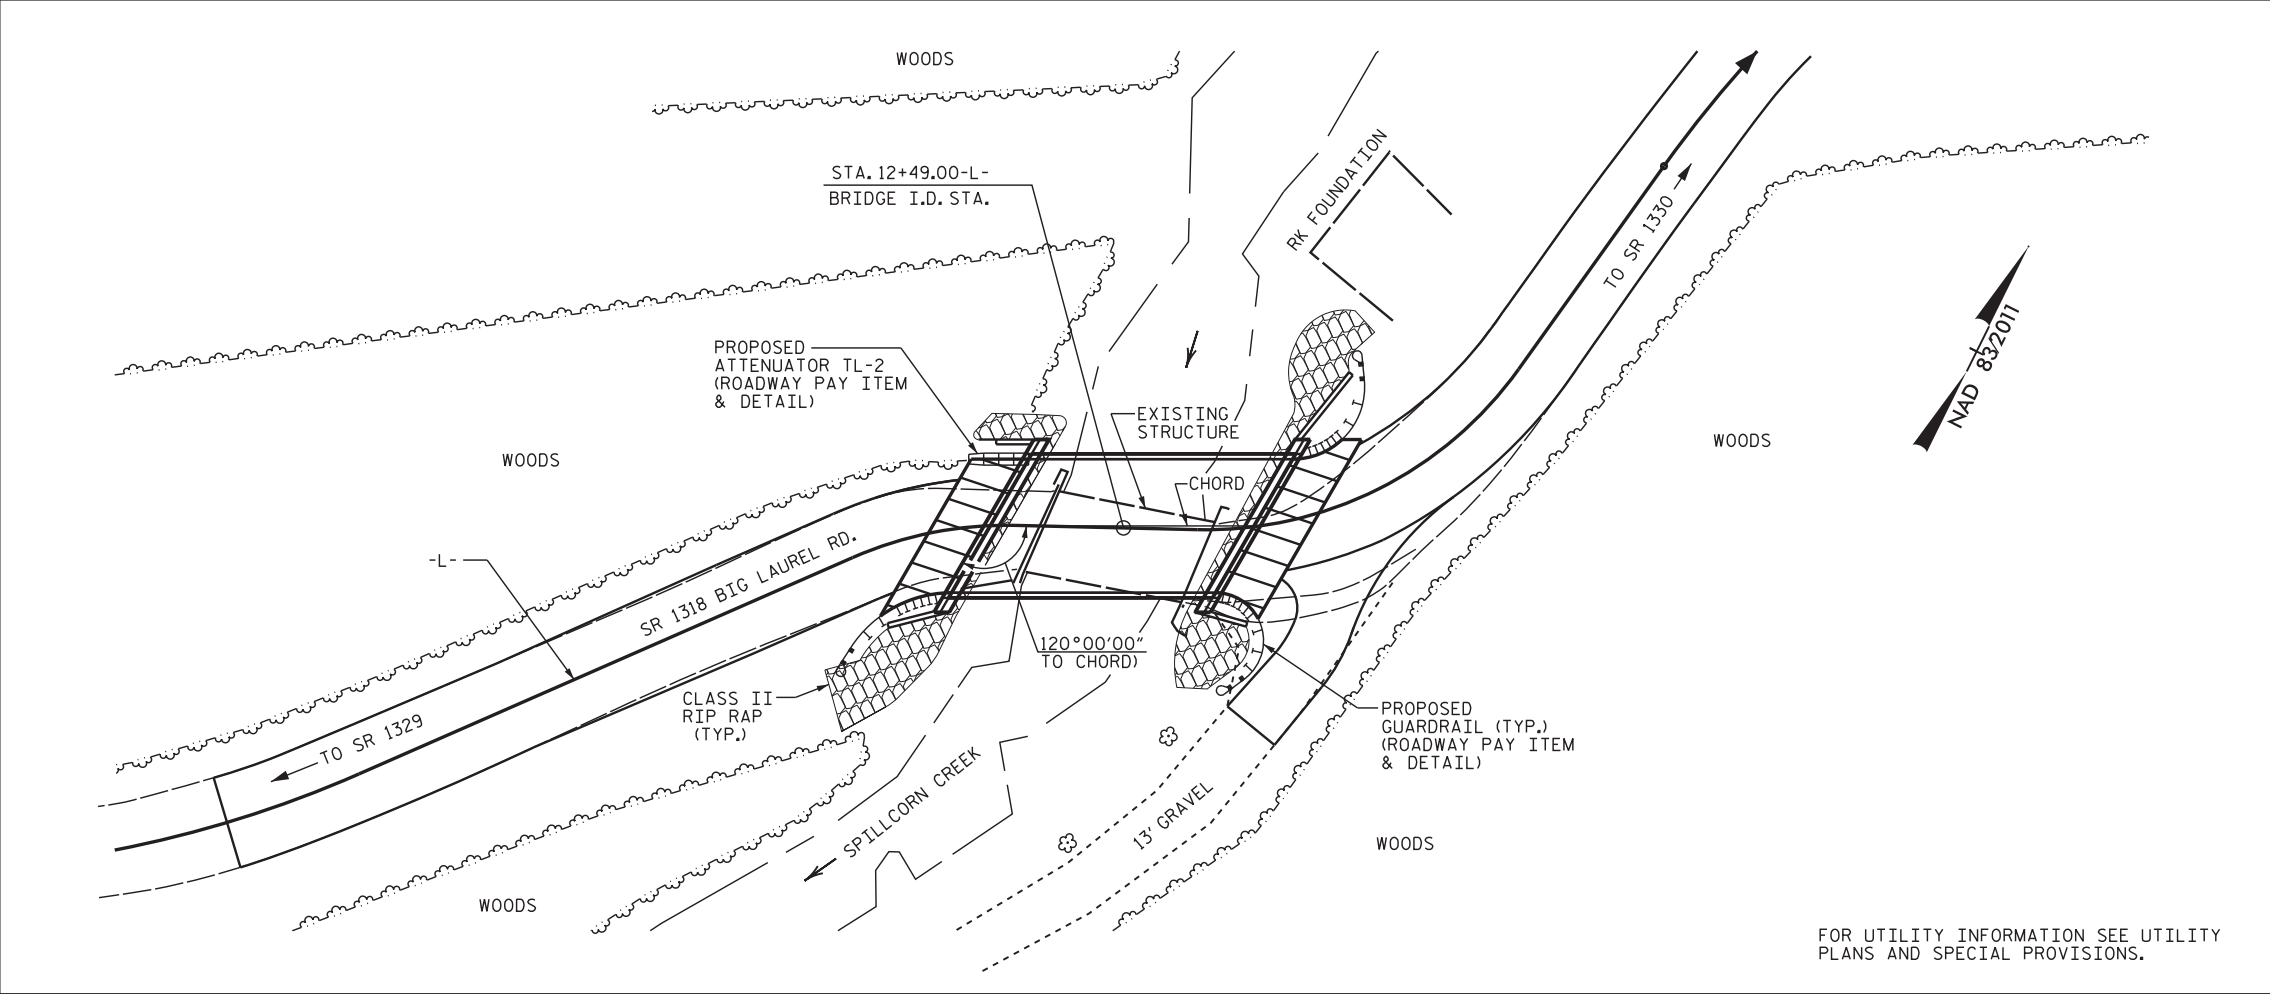 WOODS
STA. 12+49.00-L-
BRIDGE I.D. STA.
RK FOUNDATION
TO SR 1330
NAD 83/2011
PROPOSED
ATTENUATOR TL-2
(ROADWAY PAY ITEM
& DETAIL)
EXISTING
STRUCTURE
WOODS
WOODS
CHORD
-L-
SR 1318 BIG LAUREL RD.
120°00'00"
TO CHORD)
CLASS II
RIP RAP
(TYP.)
TO SR 1329
PROPOSED
GUARDRAIL (TYP.)
(ROADWAY PAY ITEM
& DETAIL)
SPILLCORN CREEK
13' GRAVEL
WOODS
WOODS
FOR UTILITY INFORMATION SEE UTILITY
PLANS AND SPECIAL PROVISIONS.